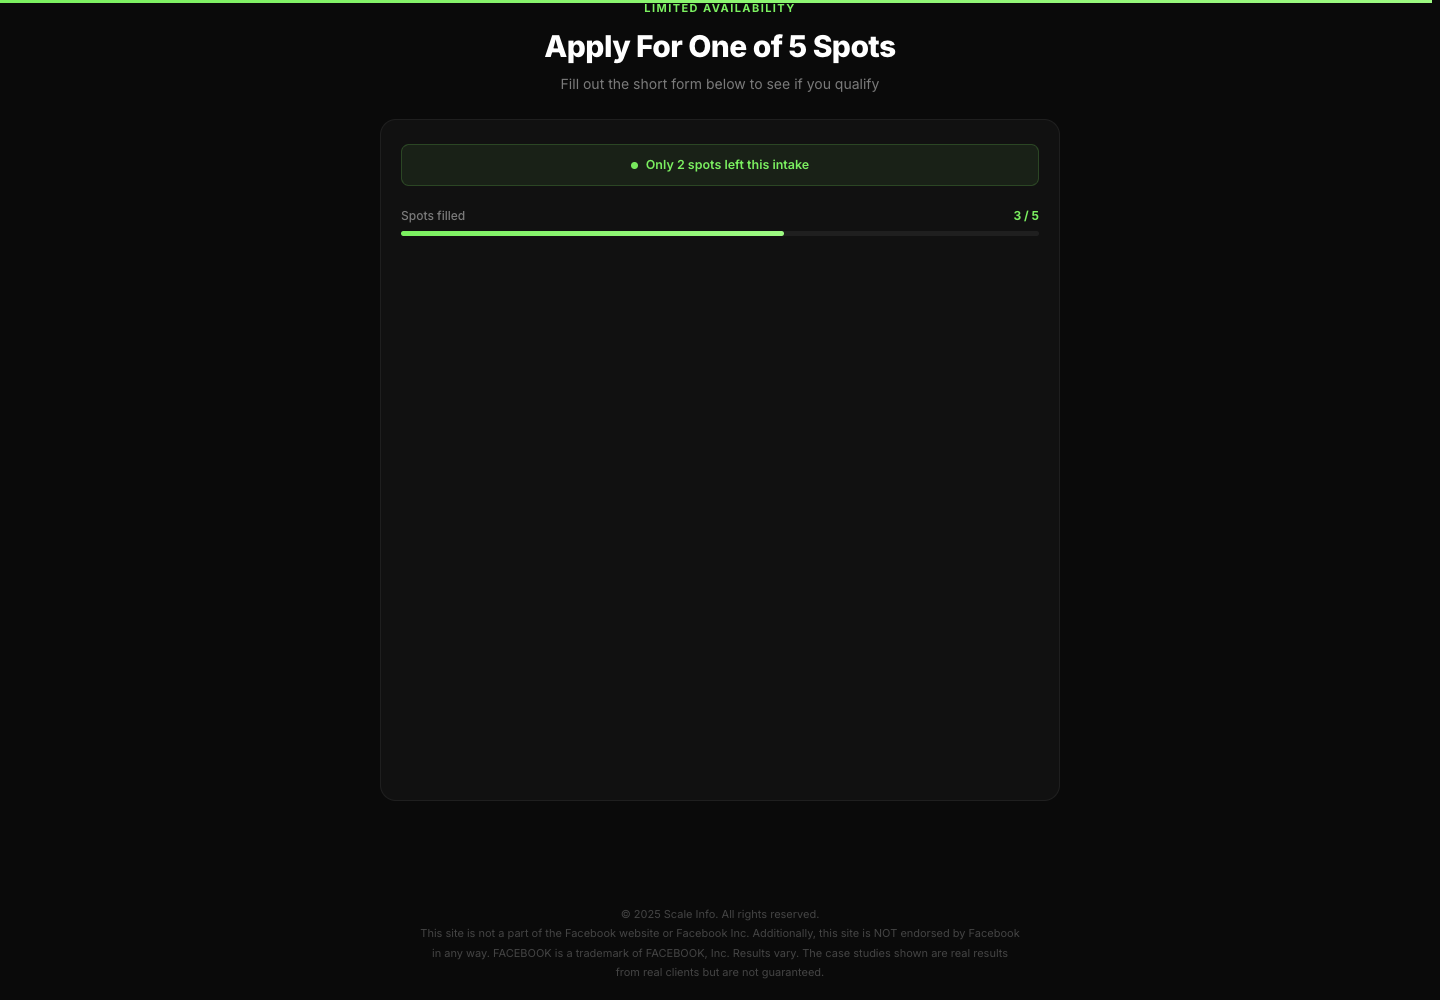 LIMITED AVAILABILITY
Apply For One of 5 Spots
Fill out the short form below to see if you qualify
Only 2 spots left this intake
Spots filled
3 / 5
© 2025 Scale Info. All rights reserved.
This site is not a part of the Facebook website or Facebook Inc. Additionally, this site is NOT endorsed by Facebook
in any way. FACEBOOK is a trademark of FACEBOOK, Inc. Results vary. The case studies shown are real results
from real clients but are not guaranteed.